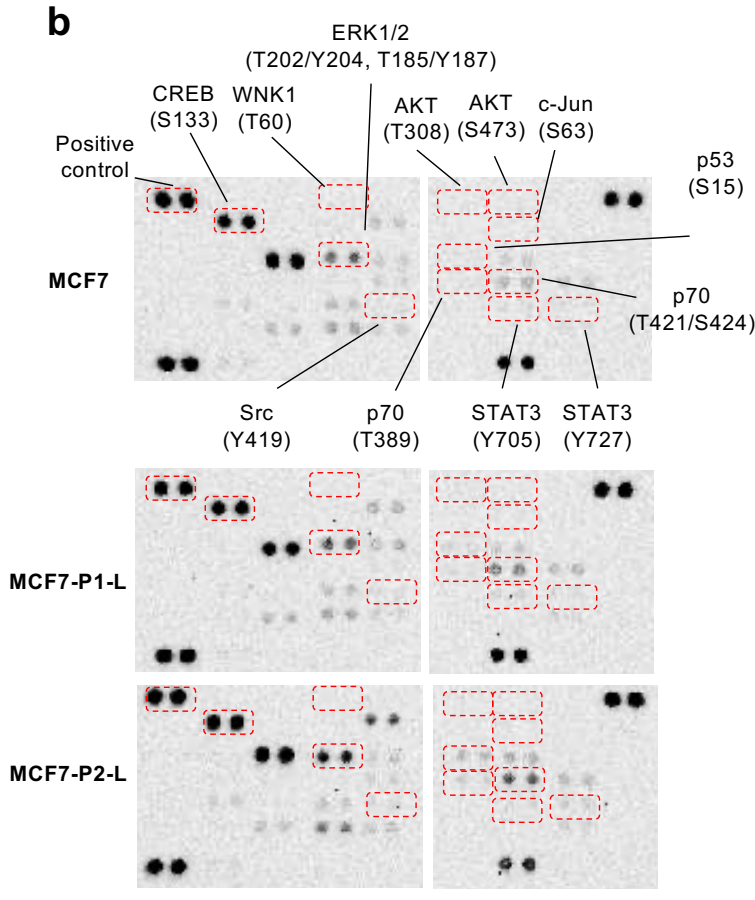 b
ERK1/2
(T202/Y204, T185/Y187)
CREB
(S133)
WNK1
(T60)
AKT
(T308)
AKT
(S473)
c-Jun
(S63)
Positive
control
p53
(S15)
MCF7
p70
(T421/S424)
Src
(Y419)
p70
(T389)
STAT3
(Y705)
STAT3
(Y727)
MCF7-P1-L
MCF7-P2-L